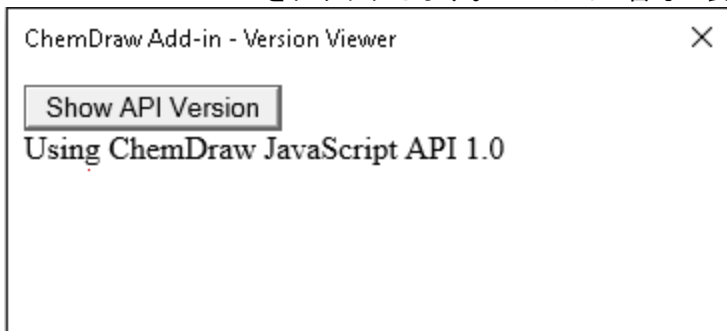 ChemDraw Add-in - Version Viewer
Show API Version
Using ChemDraw JavaScript API 1.0